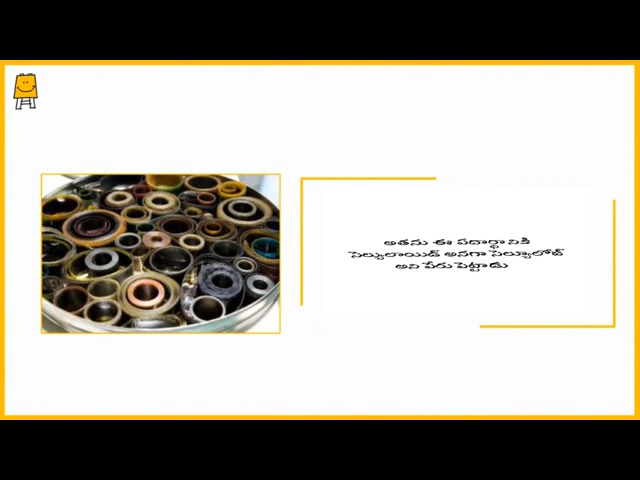 అతను ఈ పదార్థానికి
సెల్యులాయిడ్ అనగా సెల్యూలోజ్
అని పేరు పెట్టాడు